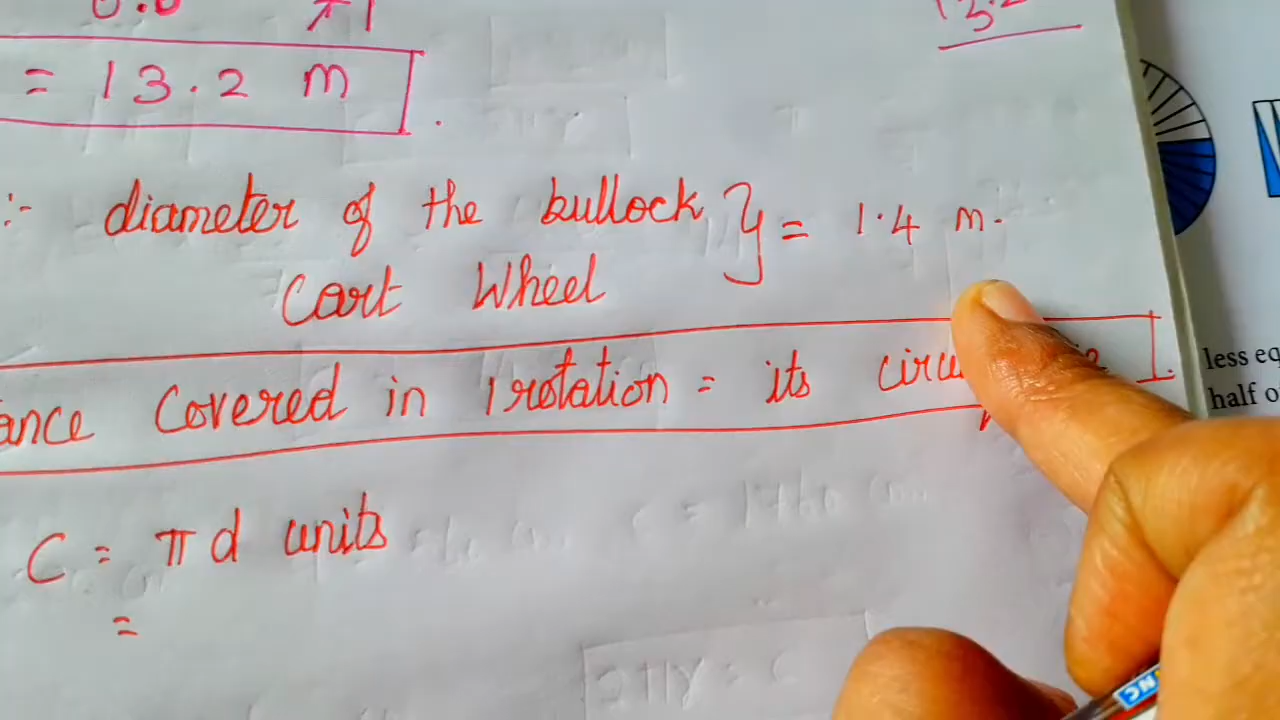 = 13.2 m
:- diameter of the bullock } = 1.4 m.
Cart Wheel
ance Covered in 1 rotation = its circu
C = π d units
=
less eq
half o